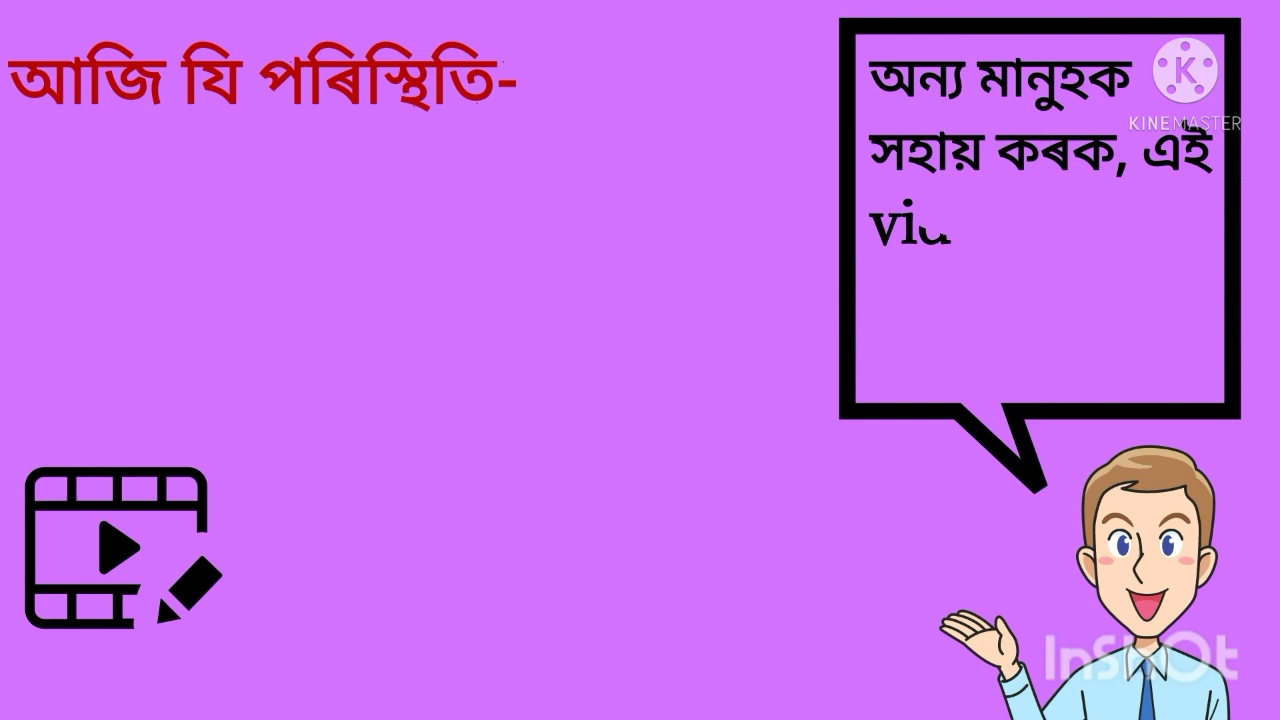 আজি যি পৰিস্থিতি-
অন্য মানুহক
সহায় কৰক, এই
K
KINEMASTER
InShOt